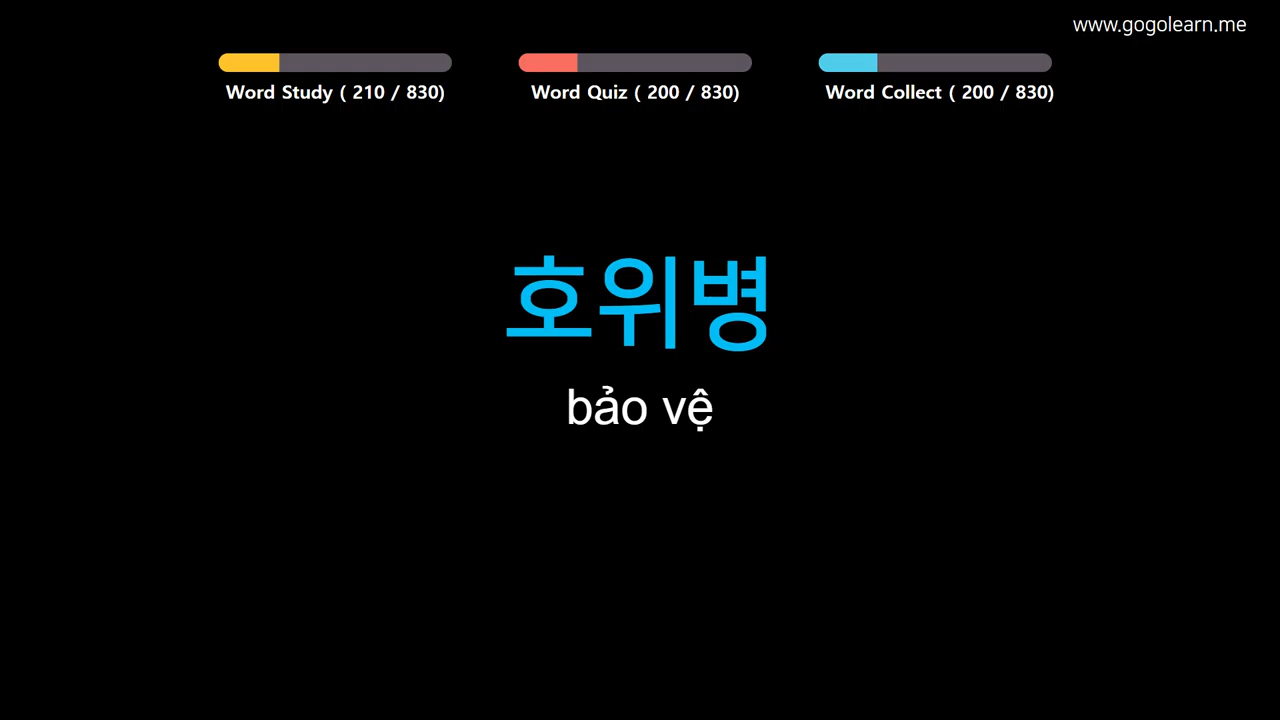 www.gogolearn.me
Word Study ( 210 / 830)
Word Quiz ( 200 / 830)
Word Collect ( 200 / 830)
호위병
bảo vệ